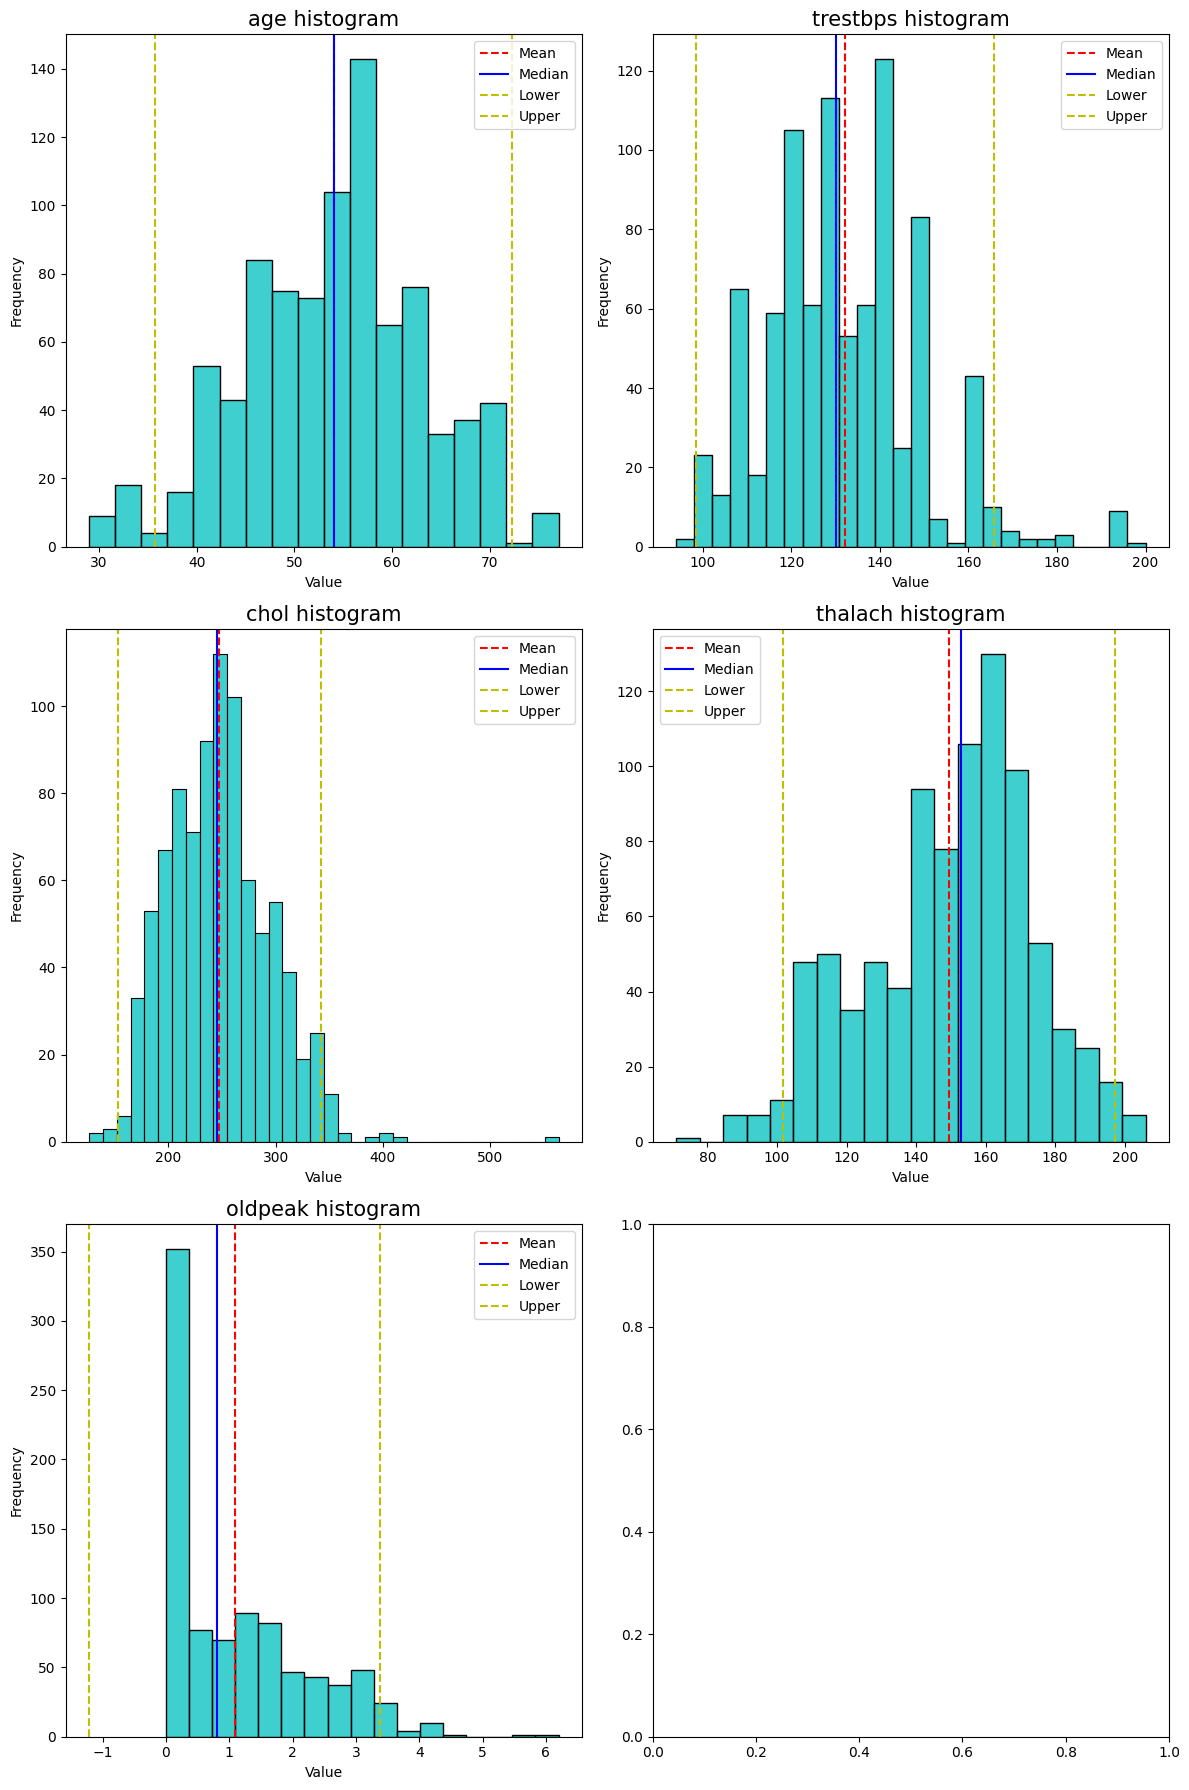 age histogram
Frequency
140
120
100
80
60
40
20
0
30 40 50 60 70
Value
Mean
Median
Lower
Upper
trestbps histogram
Frequency
120
100
80
60
40
20
0
100 120 140 160 180 200
Value
Mean
Median
Lower
Upper
chol histogram
Frequency
100
80
60
40
20
0
200 300 400 500
Value
Mean
Median
Lower
Upper
thalach histogram
Frequency
120
100
80
60
40
20
0
80 100 120 140 160 180 200
Value
Mean
Median
Lower
Upper
oldpeak histogram
Frequency
350
300
250
200
150
100
50
0
−1 0 1 2 3 4 5 6
Value
Mean
Median
Lower
Upper
1.0
0.8
0.6
0.4
0.2
0.0
0.0 0.2 0.4 0.6 0.8 1.0